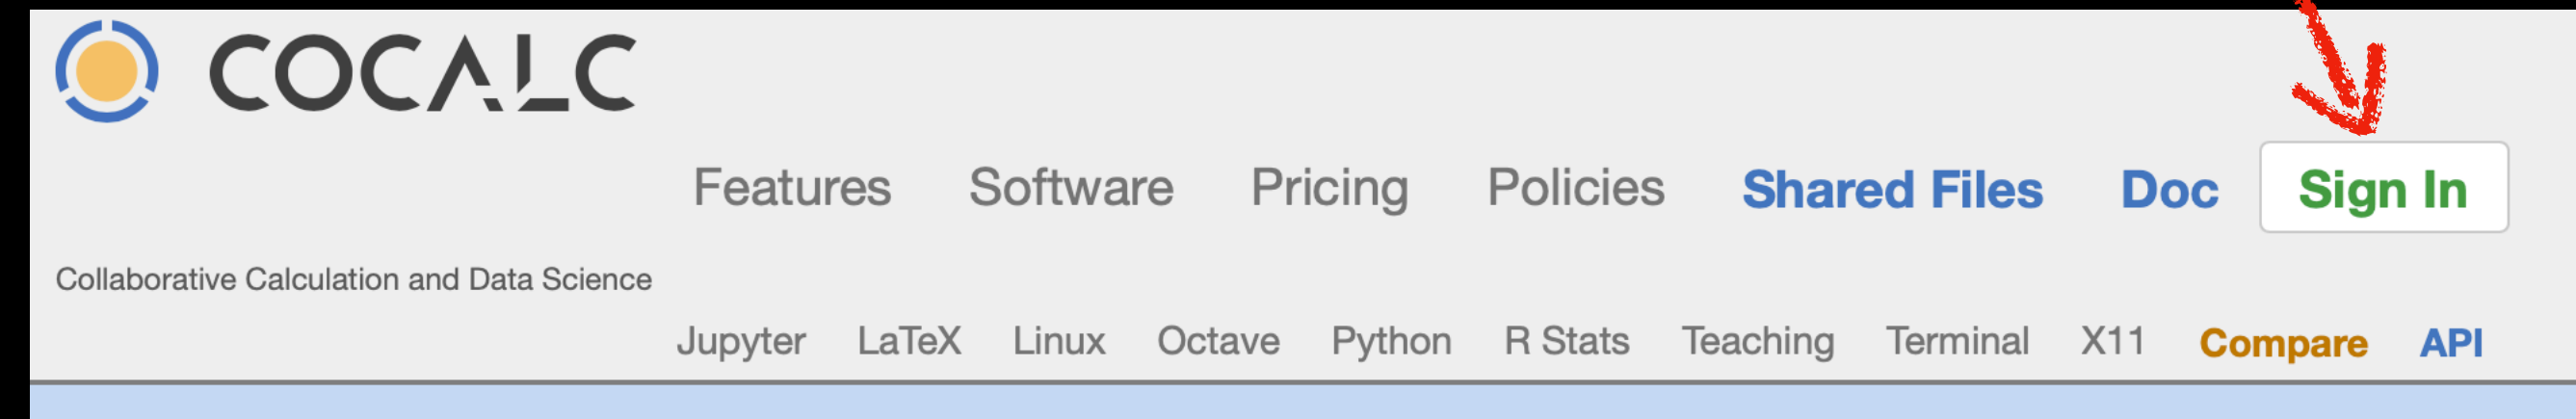 COCALC
Features Software Pricing Policies Shared Files Doc Sign In
Collaborative Calculation and Data Science
Jupyter LaTeX Linux Octave Python R Stats Teaching Terminal X11 Compare API